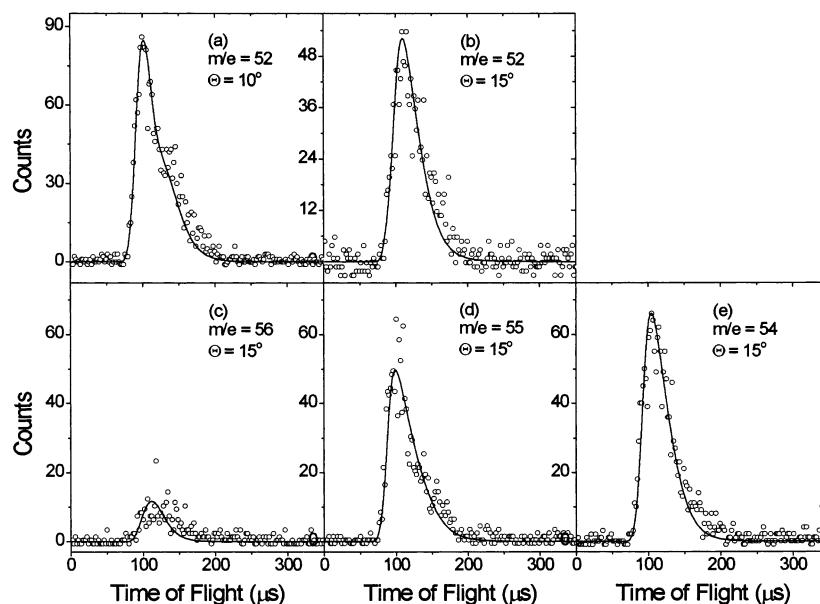 90
60
30
0
Counts
(a)
m/e = 52
Θ = 10°
48
36
24
12
(b)
m/e = 52
Θ = 15°
60
40
20
0
Counts
(c)
m/e = 56
Θ = 15°
60
40
20
0
(d)
m/e = 55
Θ = 15°
60
40
20
0
(e)
m/e = 54
Θ = 15°
0 100 200 300
0 100 200 300
0 100 200 300
Time of Flight (μs)
Time of Flight (μs)
Time of Flight (μs)